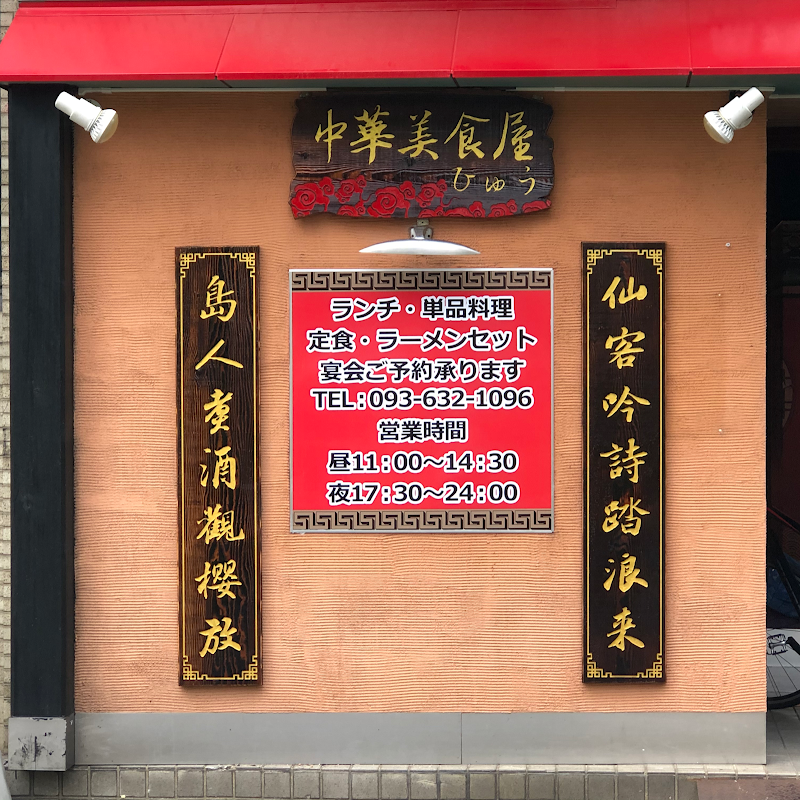 中華美食屋
ひゅう
仙客吟詩踏浪来
ランチ・単品料理
定食・ラーメンセット
宴会ご予約承ります
TEL:093-632-1096
営業時間
昼11:00～14:30
夜17:30～24:00
島人煮酒觀櫻放